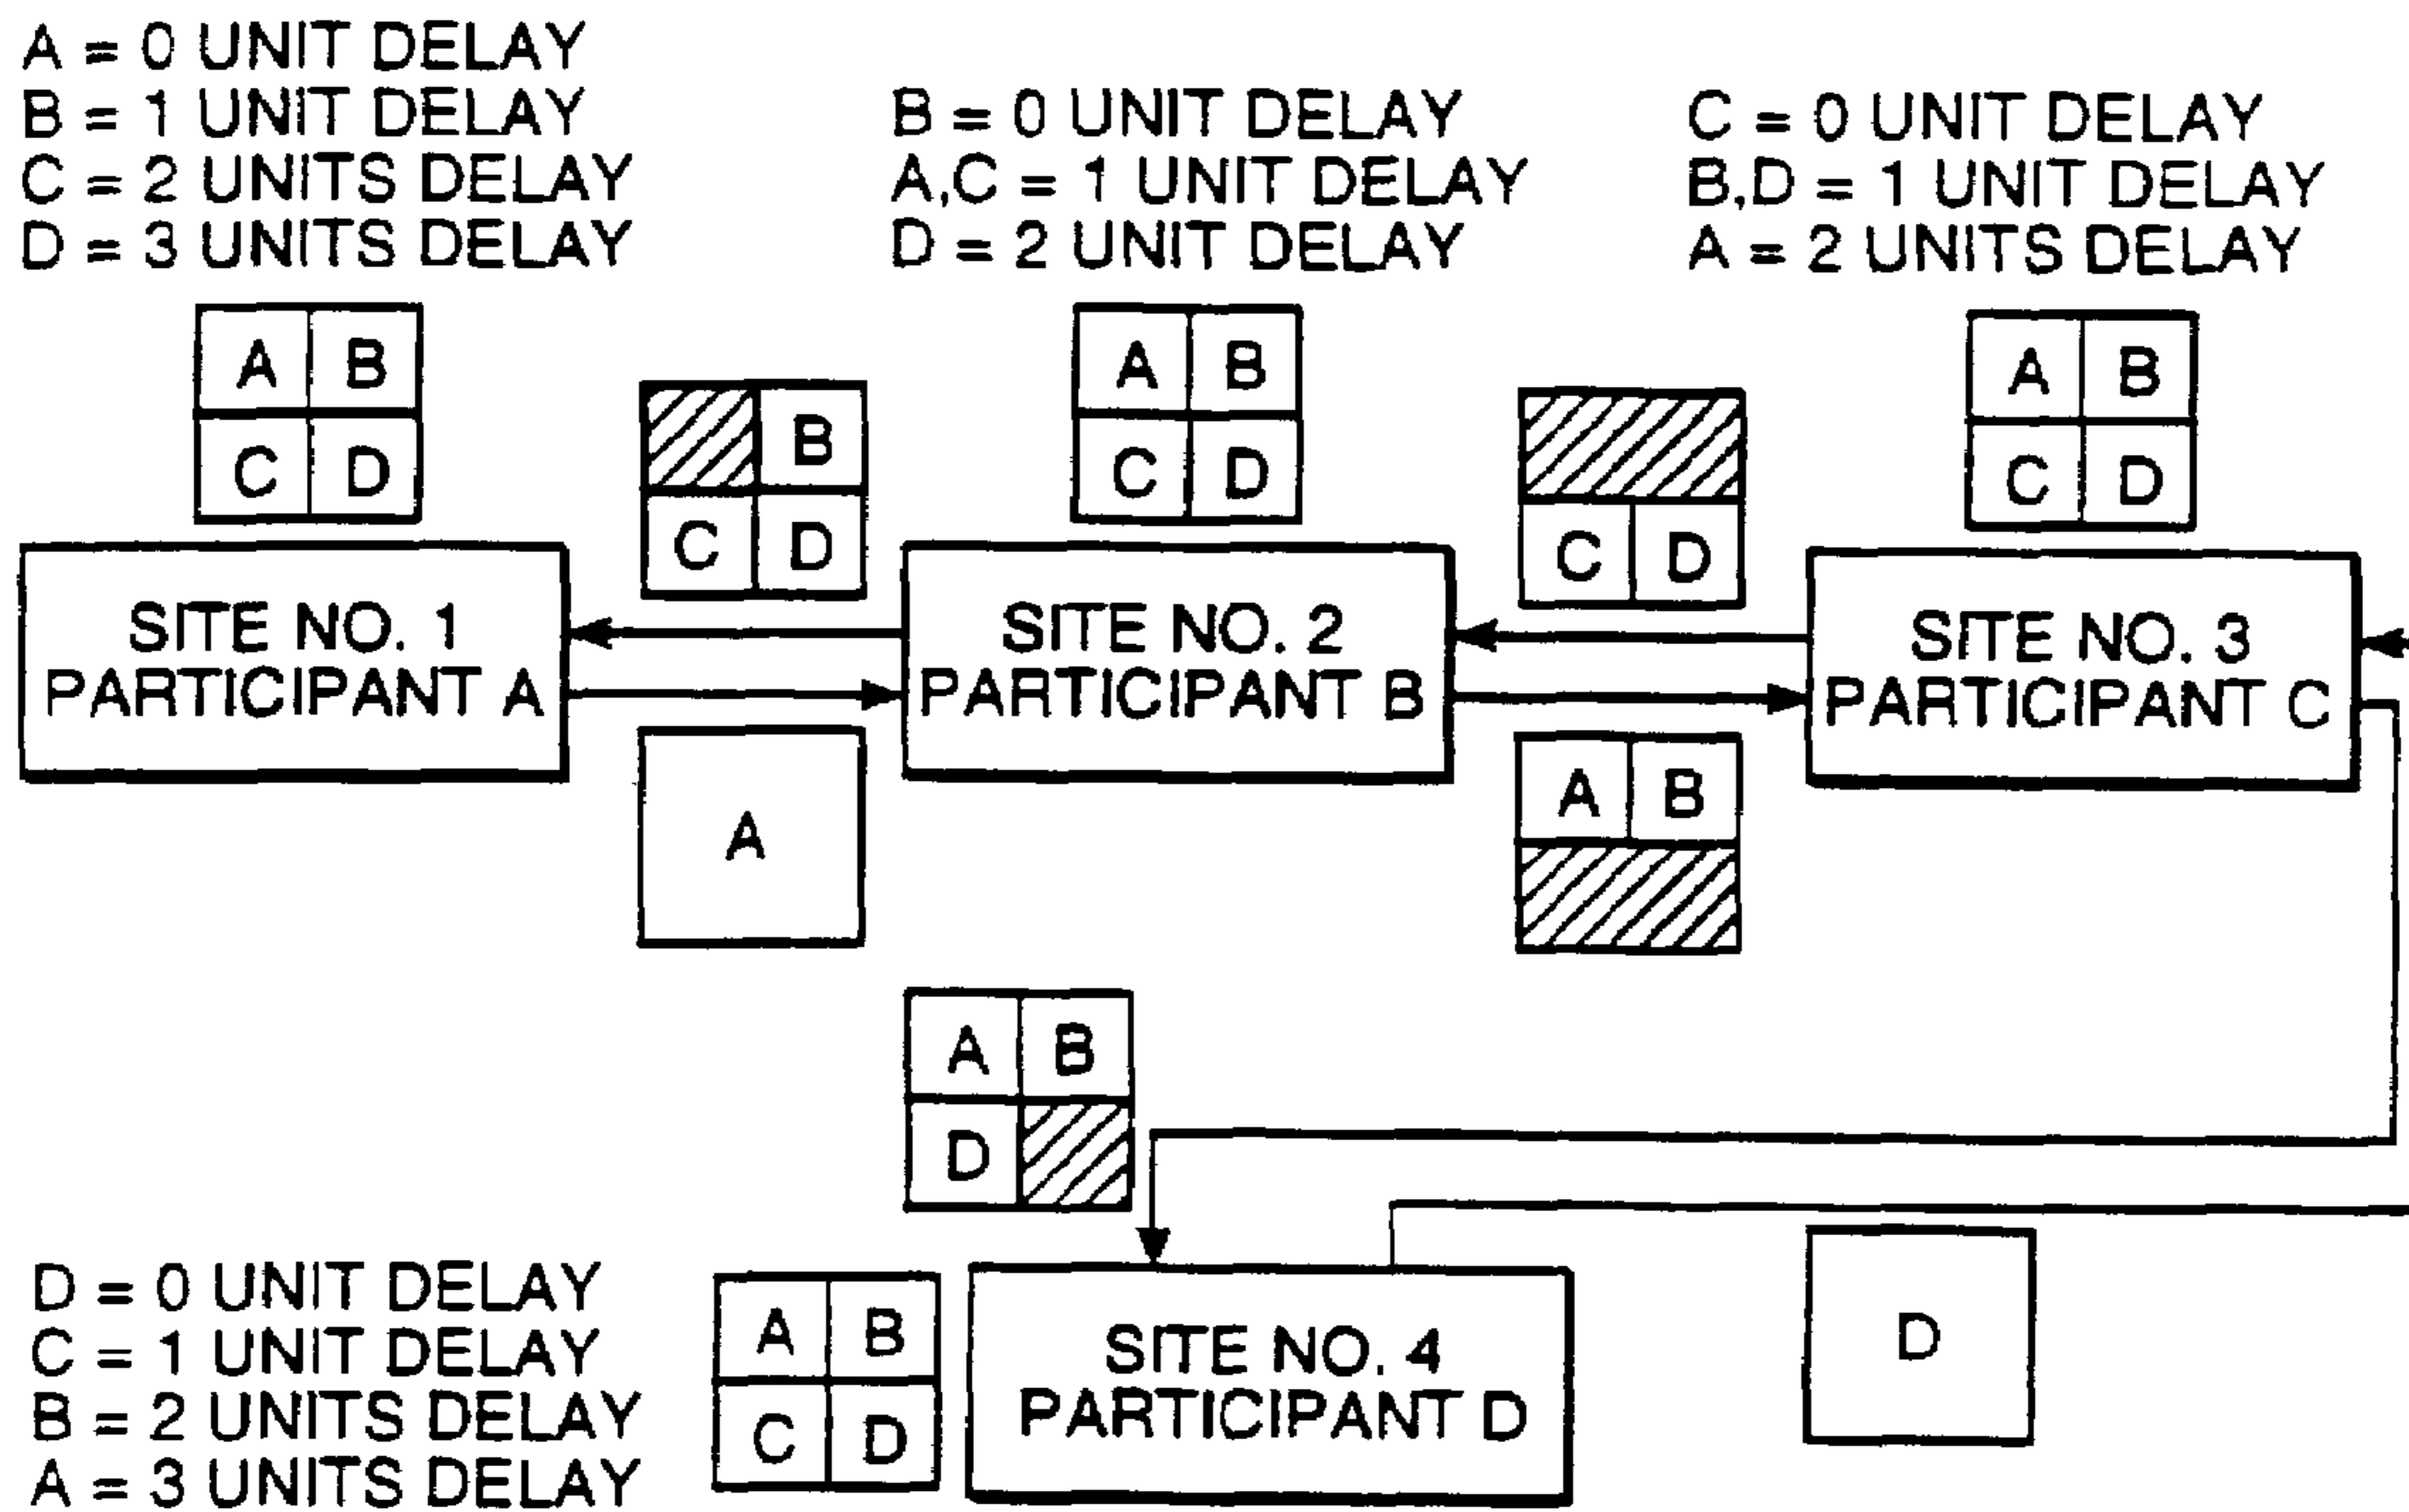 A = 0 UNIT DELAY
B = 1 UNIT DELAY
C = 2 UNITS DELAY
D = 3 UNITS DELAY
B = 0 UNIT DELAY
A,C = 1 UNIT DELAY
D = 2 UNIT DELAY
C = 0 UNIT DELAY
B,D = 1 UNIT DELAY
A = 2 UNITS DELAY
A B
C D
B
C D
A B
C D
C D
A B
C D
SITE NO. 1
PARTICIPANT A
SITE NO. 2
PARTICIPANT B
SITE NO. 3
PARTICIPANT C
A
A B
A B
D
D = 0 UNIT DELAY
C = 1 UNIT DELAY
B = 2 UNITS DELAY
A = 3 UNITS DELAY
A B
C D
SITE NO. 4
PARTICIPANT D
D